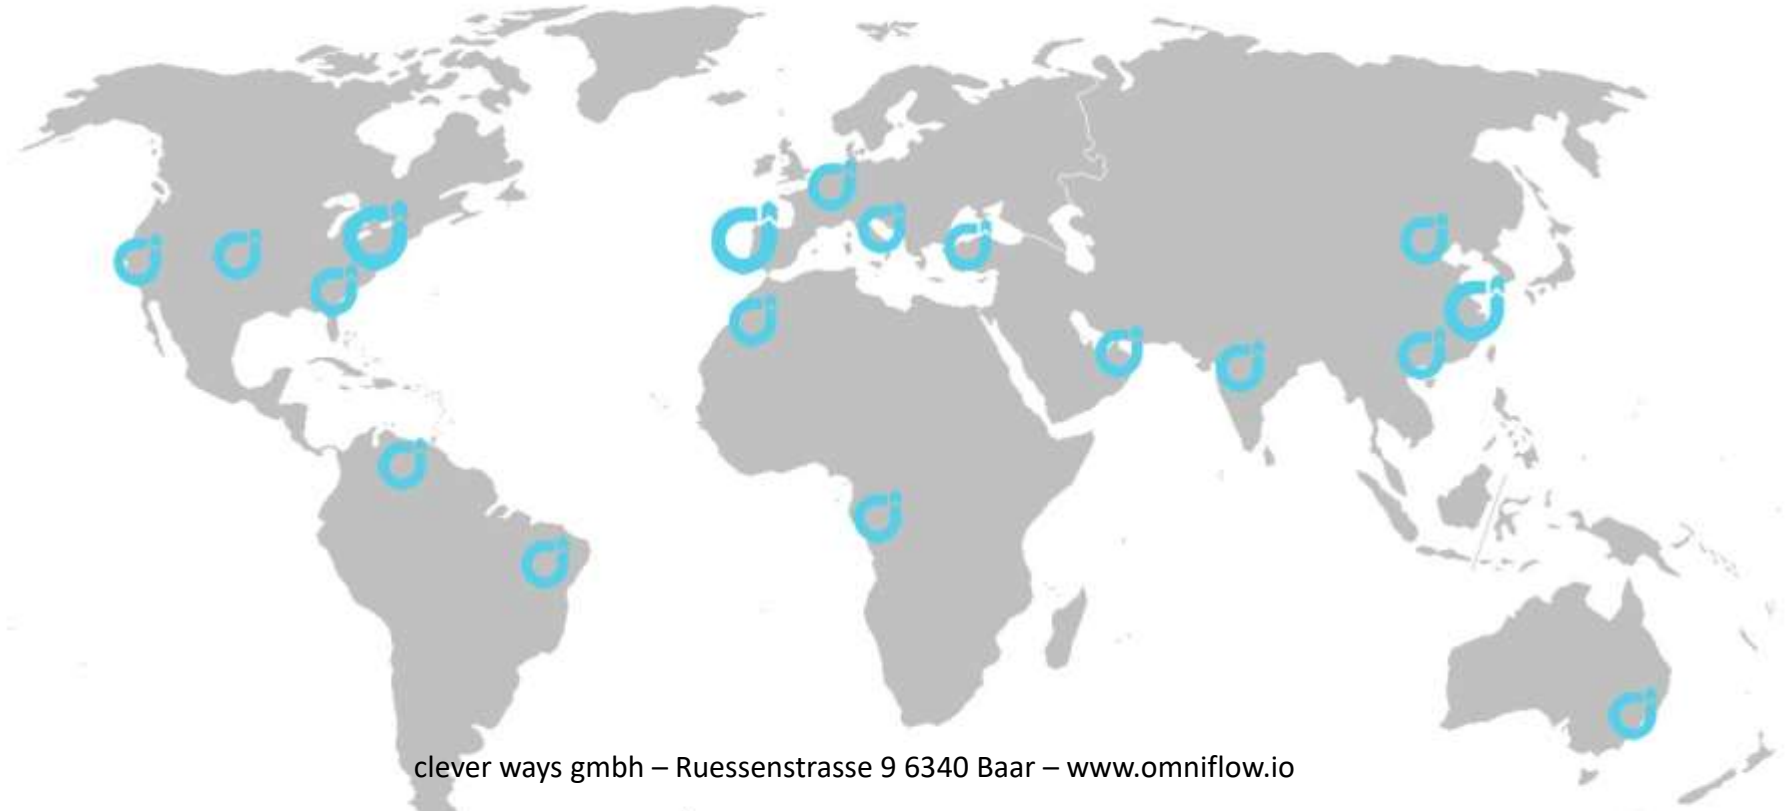 clever ways gmbh – Ruessenstrasse 9 6340 Baar – www.omniflow.io